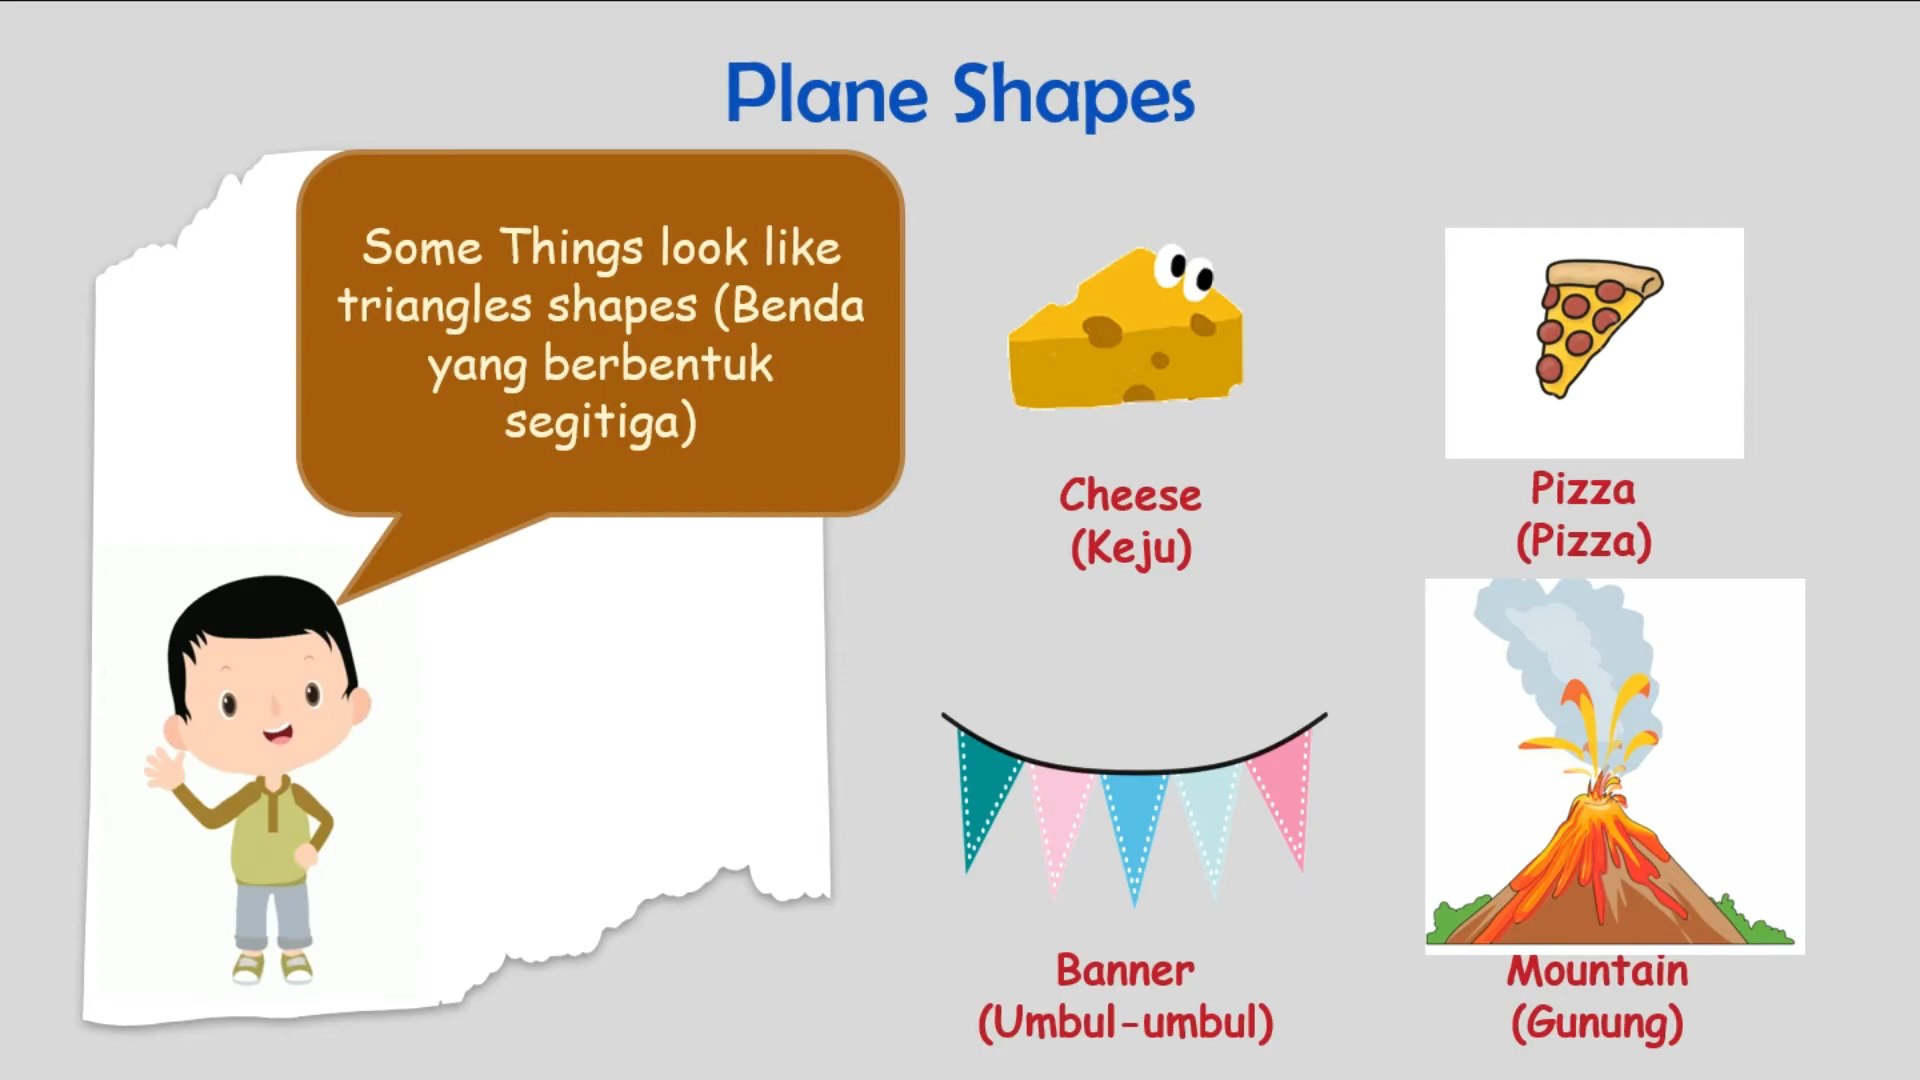 Plane Shapes
Some Things look like
triangles shapes (Benda
yang berbentuk
segitiga)
Cheese
(Keju)
Pizza
(Pizza)
Banner
(Umbul-umbul)
Mountain
(Gunung)